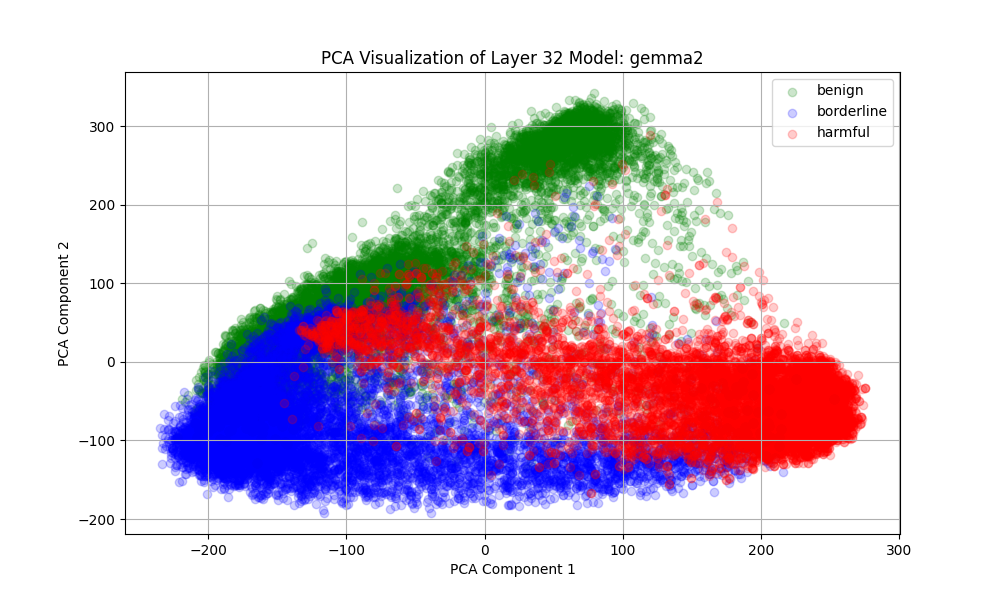 PCA Visualization of Layer 32 Model: gemma2
benign
borderline
harmful
300
200
100
0
−100
−200
PCA Component 2
−200
−100
0
100
200
300
PCA Component 1